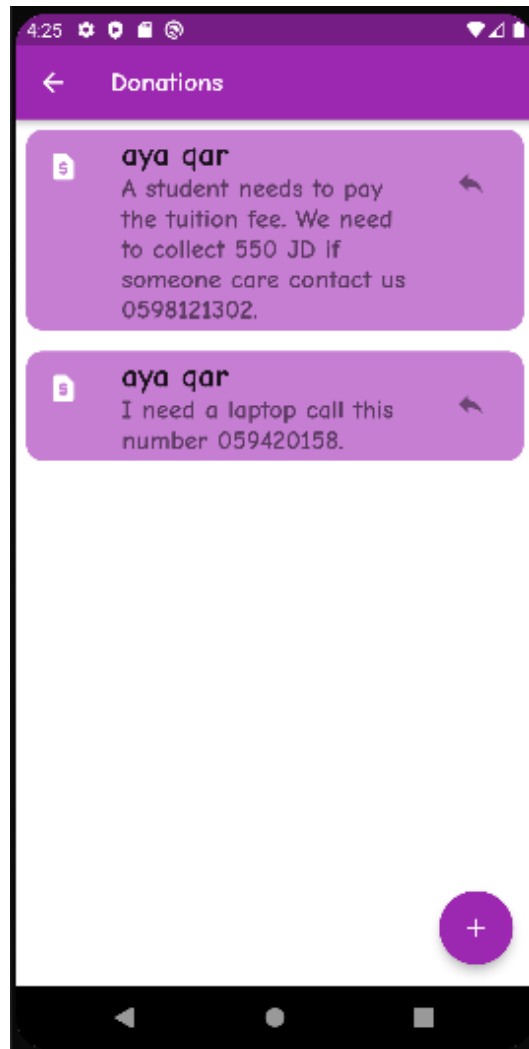 4:25
Donations
aya qar
A student needs to pay
the tuition fee. We need
to collect 550 JD if
someone care contact us
0598121302.
aya qar
I need a laptop call this
number 059420158.